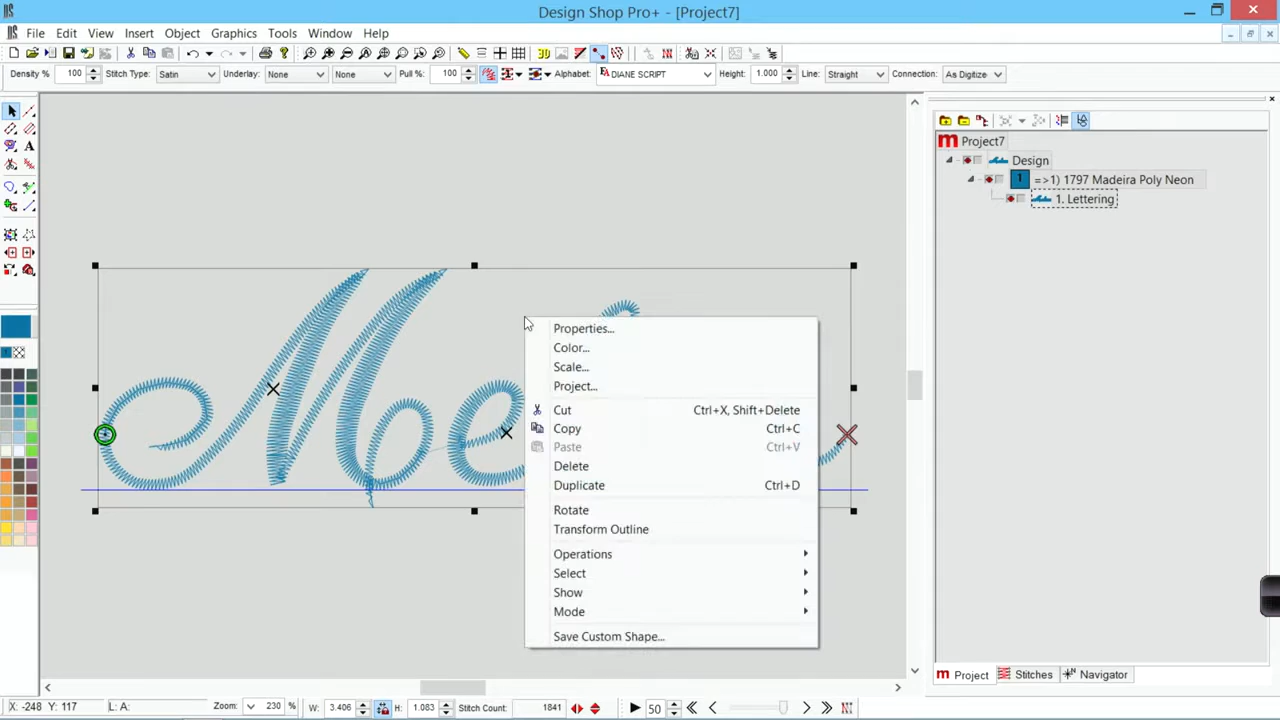 Design Shop Pro+ - [Project7]
File Edit View Insert Object Graphics Tools Window Help
Density % 100 Stitch Type: Satin Underlay: None None Pull % 100 Alphabet: DIANE SCRIPT Height: 1.000 Line: Straight Connection: As Digitize
Project7
Design
1 =>1) 1797 Madeira Poly Neon
1. Lettering
Properties...
Color...
Scale...
Project...
Cut Ctrl+X, Shift+Delete
Copy Ctrl+C
Paste Ctrl+V
Delete
Duplicate Ctrl+D
Rotate
Transform Outline
Operations
Select
Show
Mode
Save Custom Shape...
Project Stitches Navigator
X: -248 Y: 117 L: A: Zoom: 230 % W: 3.406 H: 1.083 Stitch Count: 1841 50